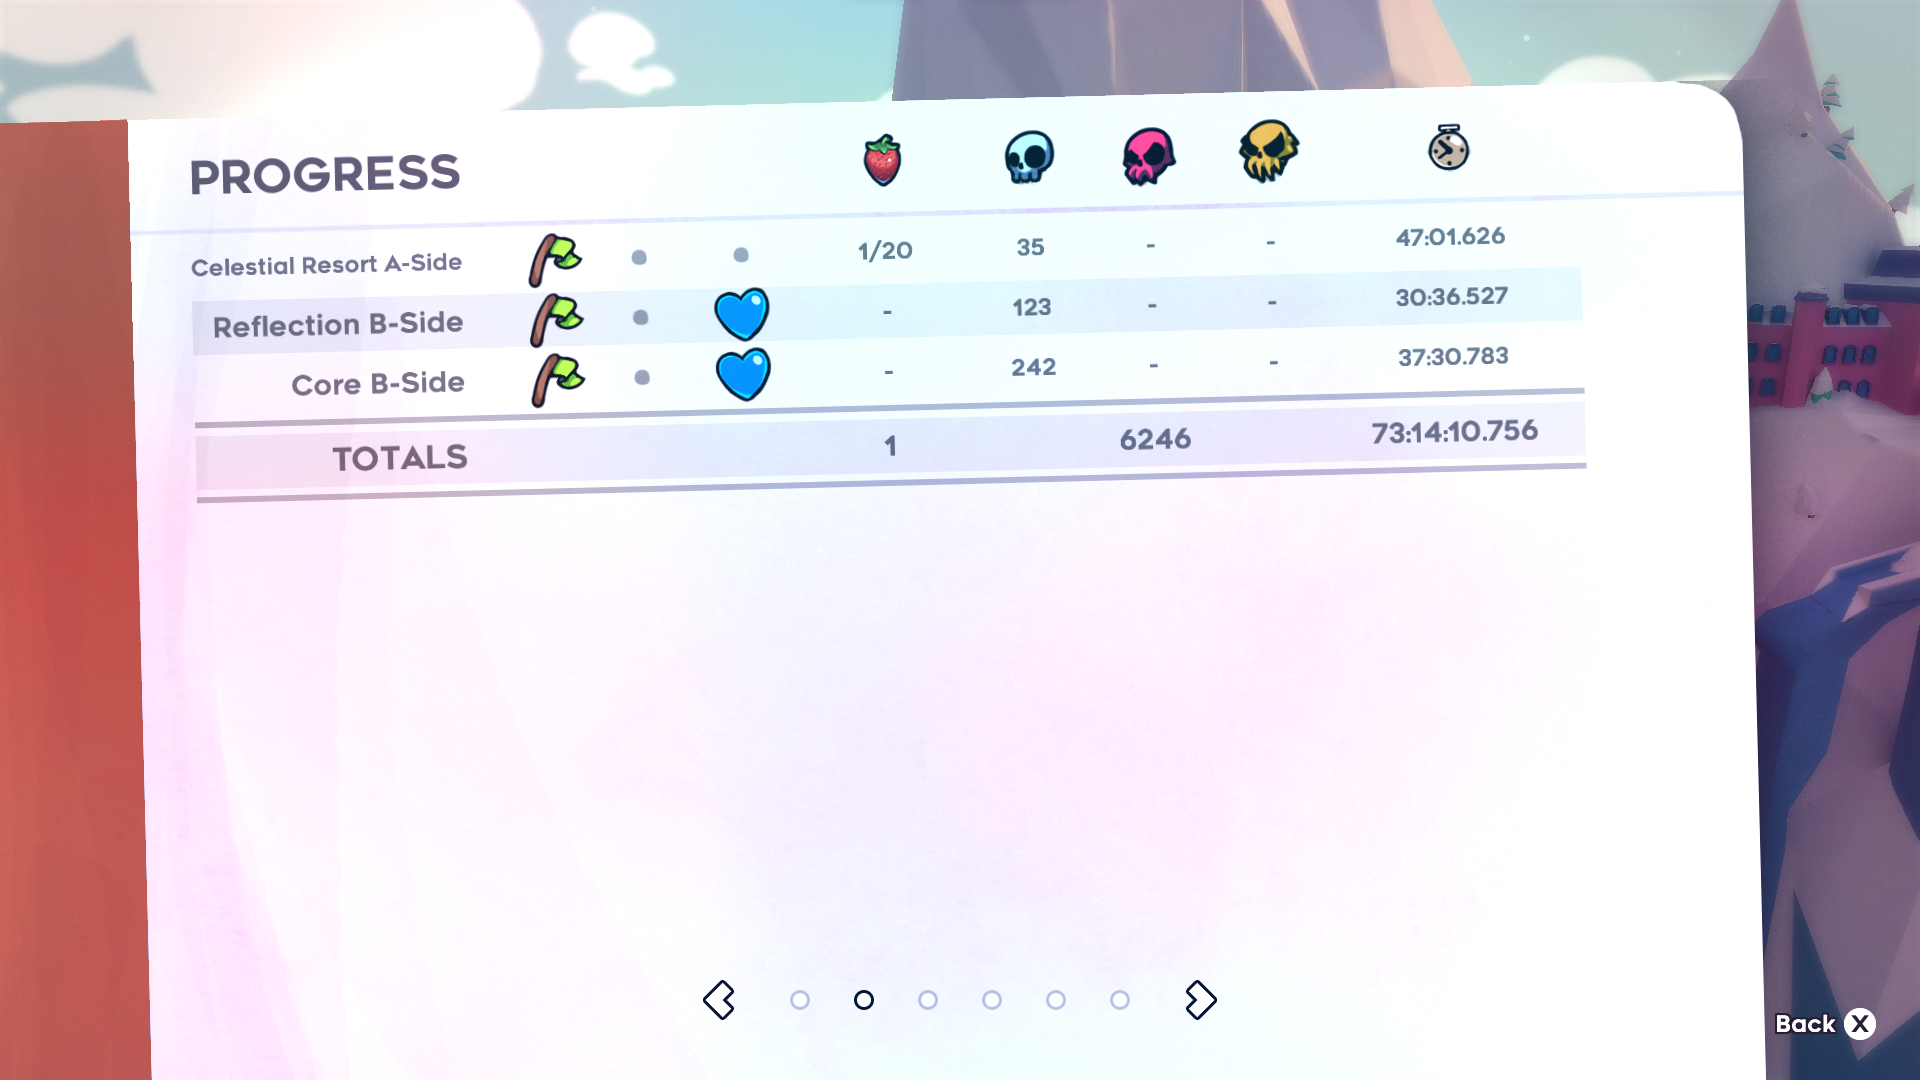 PROGRESS
Celestial Resort A-Side 1/20 35 - - 47:01.626
Reflection B-Side - 123 - - 30:36.527
Core B-Side - 242 - - 37:30.783
TOTALS 1 6246 73:14:10.756
Back X